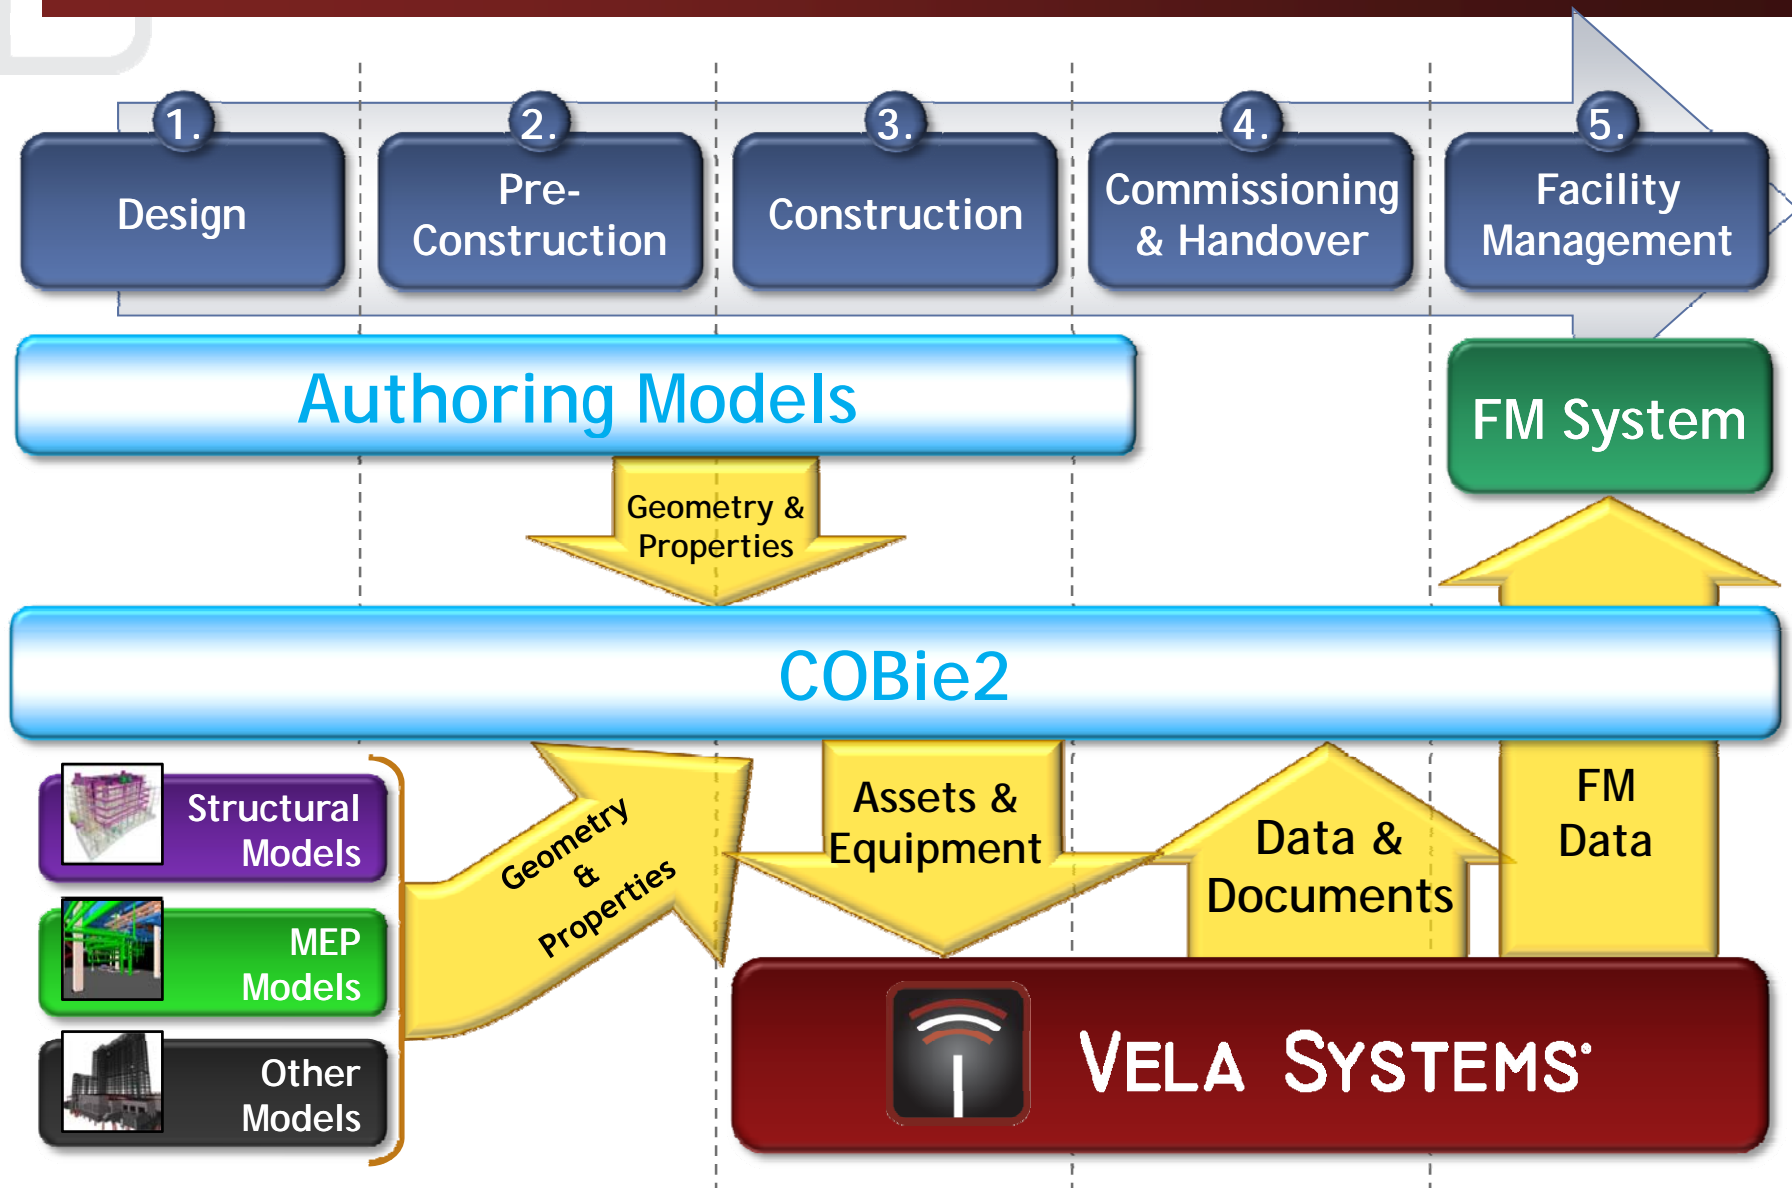 1.
2.
3.
4.
5.
Design
Pre-
Construction
Construction
Commissioning
& Handover
Facility
Management
Authoring Models
FM System
Geometry &
Properties
COBie2
Structural
Models
MEP
Models
Other
Models
Geometry
&
Properties
Assets &
Equipment
Data &
Documents
FM
Data
VELA SYSTEMS